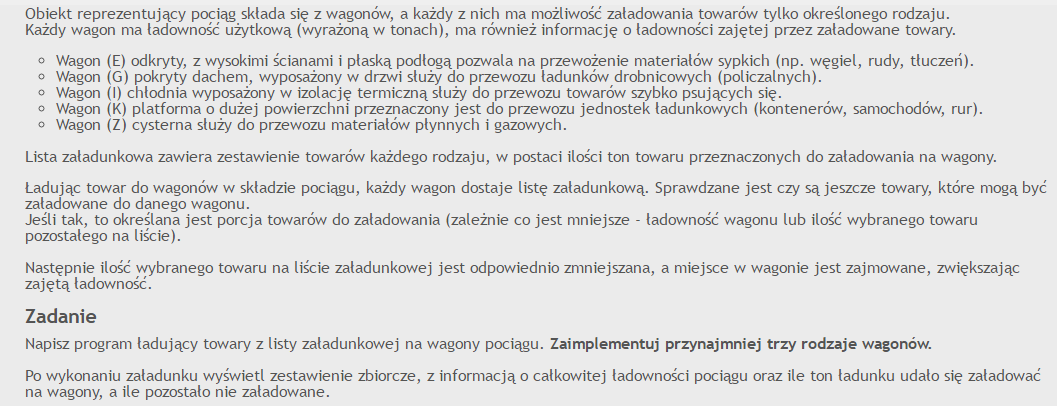 Obiekt reprezentujący pociąg składa się z wagonów, a każdy z nich ma możliwość załadowania towarów tylko określonego rodzaju.
Każdy wagon ma ładowność użytkową (wyrażoną w tonach), ma również informację o ładowności zajętej przez załadowane towary.
Wagon (E) odkryty, z wysokimi ścianami i płaską podłogą pozwala na przewożenie materiałów sypkich (np. węgiel, rudy, tłuczeń).
Wagon (G) pokryty dachem, wyposażony w drzwi służy do przewozu ładunków drobnicowych (policzalnych).
Wagon (I) chłodnia wyposażony w izolację termiczną służy do przewozu towarów szybko psujących się.
Wagon (K) platforma o dużej powierzchni przeznaczony jest do przewozu jednostek ładunkowych (kontenerów, samochodów, rur).
Wagon (Z) cysterna służy do przewozu materiałów płynnych i gazowych.
Lista załadunkowa zawiera zestawienie towarów każdego rodzaju, w postaci ilości ton towaru przeznaczonych do załadowania na wagony.
Ładując towar do wagonów w składzie pociągu, każdy wagon dostaje listę załadunkową. Sprawdzane jest czy są jeszcze towary, które mogą być
załadowane do danego wagonu.
Jeśli tak, to określana jest porcja towarów do załadowania (zależnie co jest mniejsze - ładowność wagonu lub ilość wybranego towaru
pozostałego na liście).
Następnie ilość wybranego towaru na liście załadunkowej jest odpowiednio zmniejszana, a miejsce w wagonie jest zajmowane, zwiększając
zajętą ładowność.
Zadanie
Napisz program ładujący towary z listy załadunkowej na wagony pociągu. Zaimplementuj przynajmniej trzy rodzaje wagonów.
Po wykonaniu załadunku wyświetl zestawienie zbiorcze, z informacją o całkowitej ładowności pociągu oraz ile ton ładunku udało się załadować
na wagony, a ile pozostało nie załadowane.